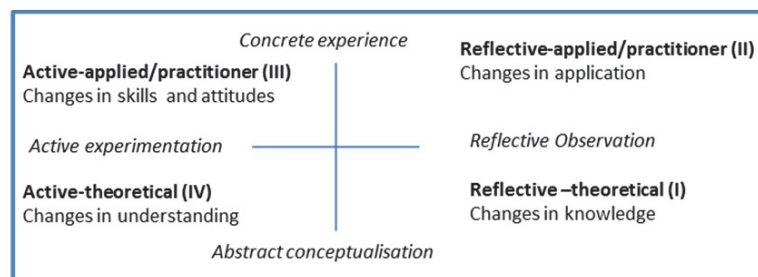 Concrete experience
Reflective-applied/practitioner (II)
Active-applied/practitioner (III)
Changes in application
Changes in skills and attitudes
Active experimentation
Reflective Observation
Active-theoretical (IV)
Reflective –theoretical (I)
Changes in understanding
Changes in knowledge
Abstract conceptualisation